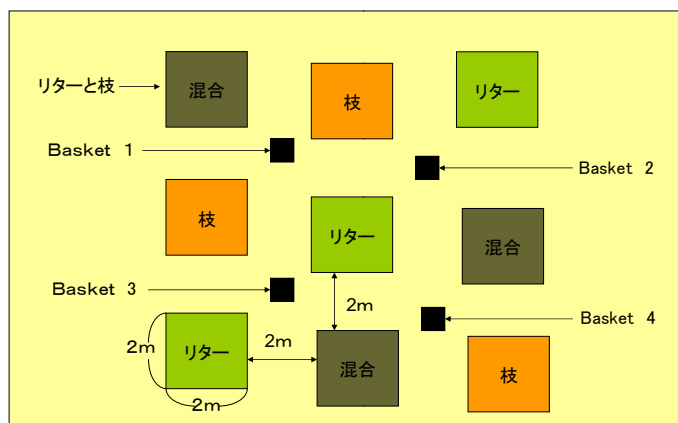 リターと枝
混合
枝
リター
Basket 1
Basket 2
枝
リター
混合
Basket 3
2m
Basket 4
2m
リター
2m
混合
枝
2m